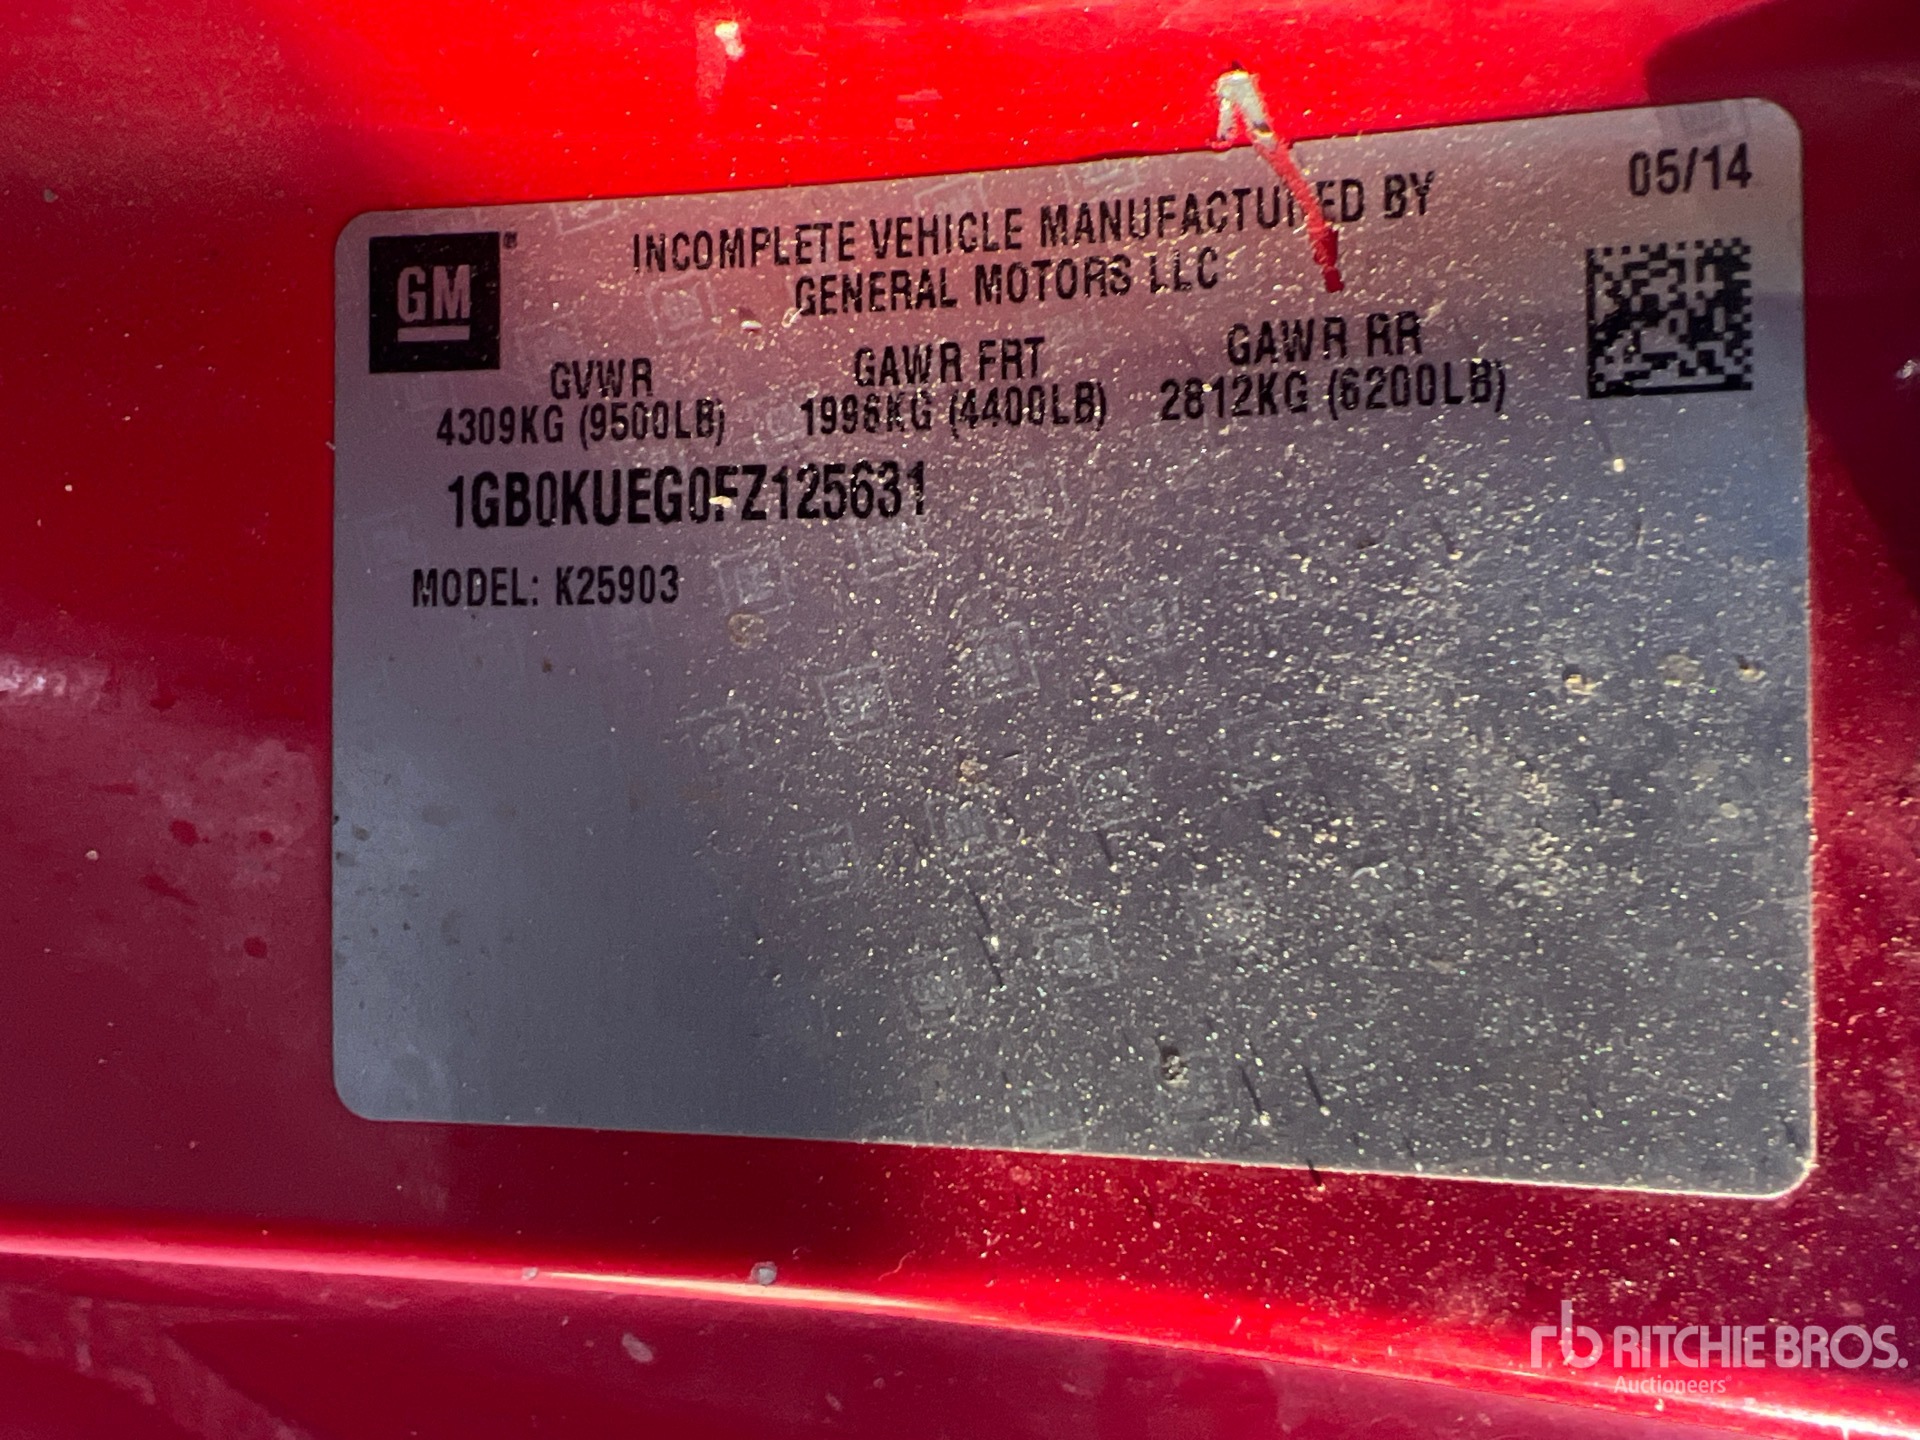 05/14
GM
INCOMPLETE VEHICLE MANUFACTURED BY
GENERAL MOTORS LLC
GVWR GAWR FRT GAWR RR
4309KG (9500LB) 1996KG (4400LB) 2812KG (6200LB)
1GB0KUEG0FZ125631
MODEL: K25903
rb RITCHIE BROS.
Auctioneers